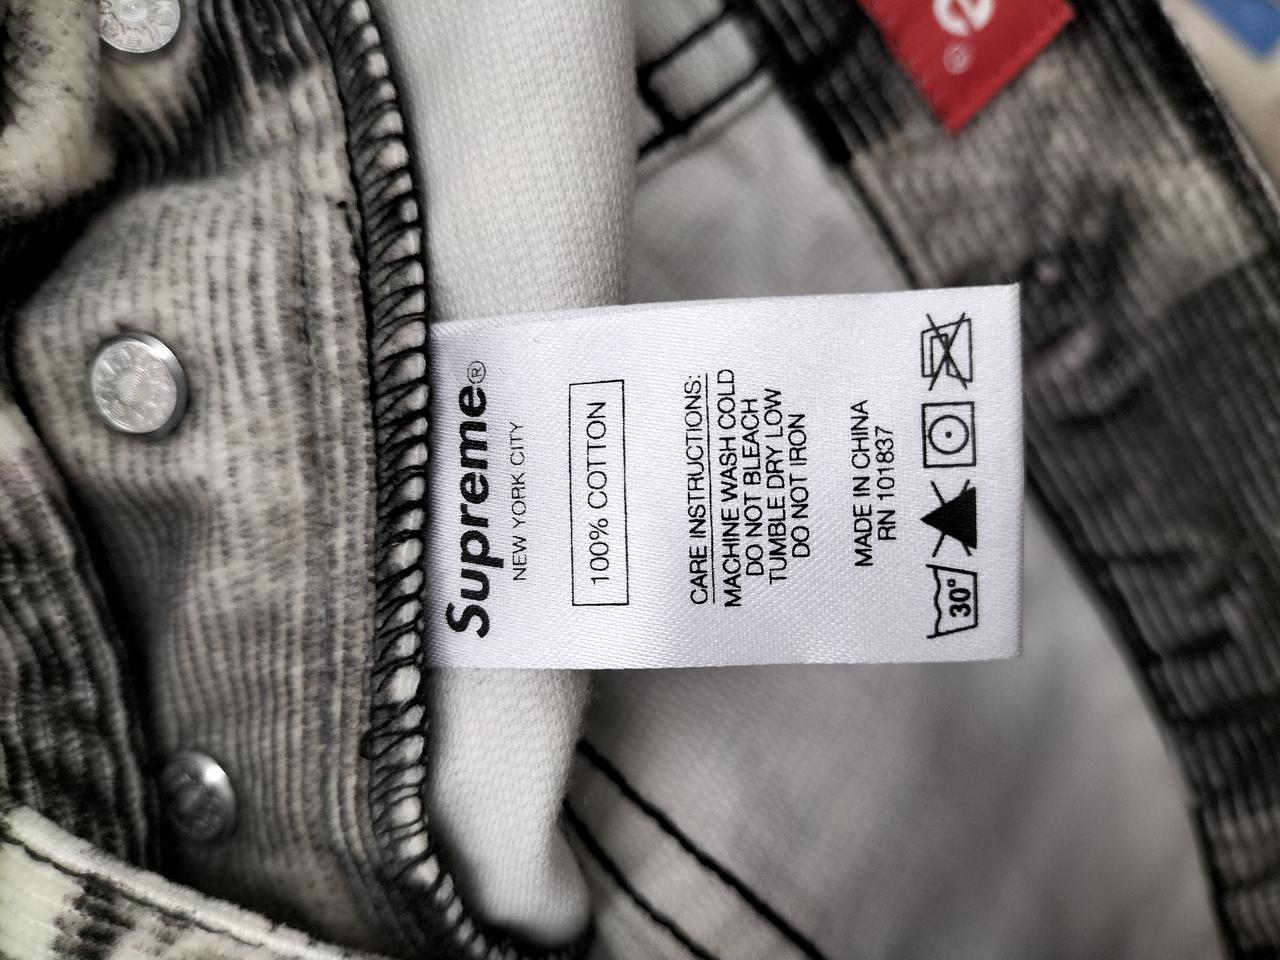 Supreme®
NEW YORK CITY
100% COTTON
CARE INSTRUCTIONS:
MACHINE WASH COLD
DO NOT BLEACH
TUMBLE DRY LOW
DO NOT IRON
MADE IN CHINA
RN 101837
30°
e®